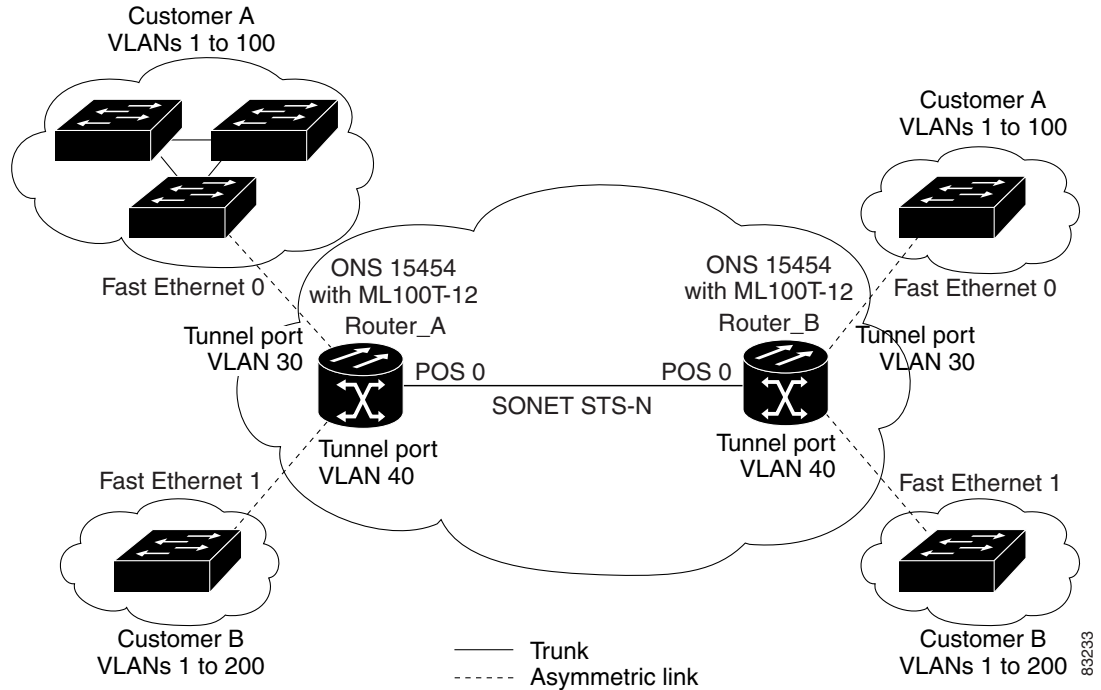 Customer A
VLANs 1 to 100
Customer A
VLANs 1 to 100
Fast Ethernet 0
ONS 15454
with ML100T-12
Router_A
ONS 15454
with ML100T-12
Router_B
Fast Ethernet 0
Tunnel port
VLAN 30
Tunnel port
VLAN 30
POS 0
POS 0
SONET STS-N
Tunnel port
VLAN 40
Tunnel port
VLAN 40
Fast Ethernet 1
Fast Ethernet 1
Customer B
VLANs 1 to 200
Customer B
VLANs 1 to 200
Trunk
Asymmetric link
83233